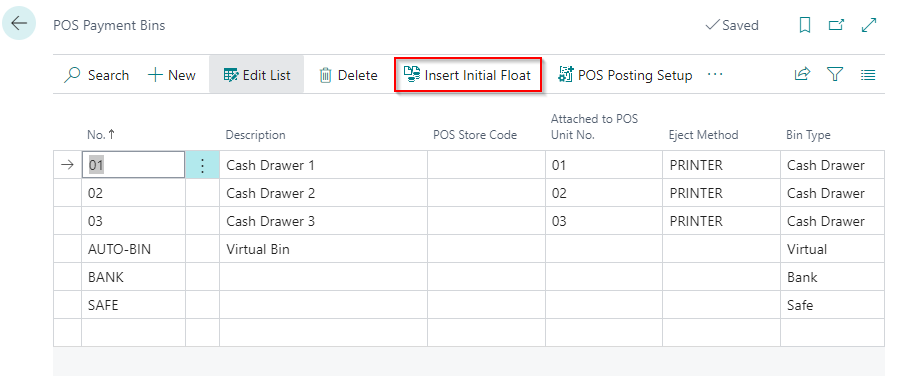 POS Payment Bins
Saved
Search
New
Edit List
Delete
Insert Initial Float
POS Posting Setup
No.↑ Description POS Store Code Attached to POS Unit No. Eject Method Bin Type
01 Cash Drawer 1 01 PRINTER Cash Drawer
02 Cash Drawer 2 02 PRINTER Cash Drawer
03 Cash Drawer 3 03 PRINTER Cash Drawer
AUTO-BIN Virtual Bin Virtual
BANK Bank
SAFE Safe